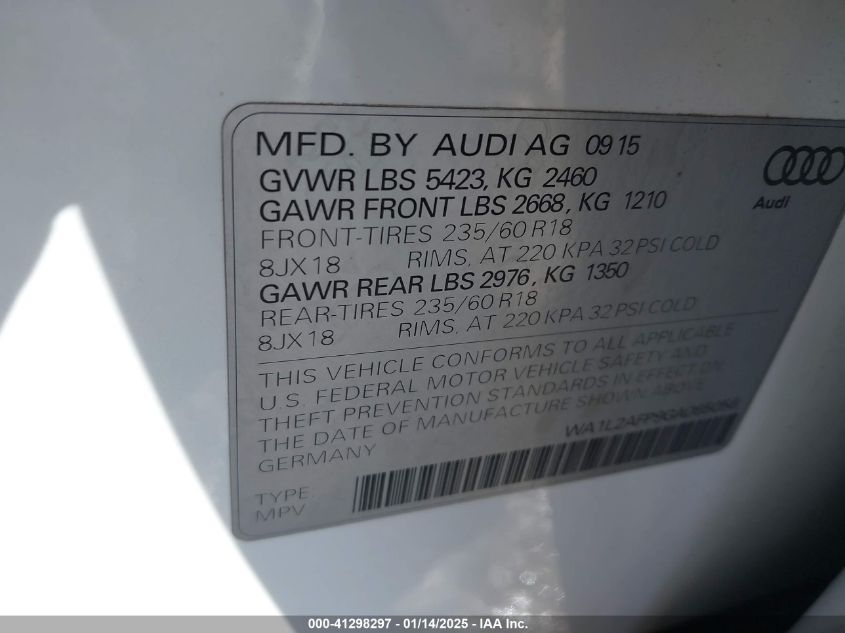 MFD. BY AUDI AG 09 15
GVWR LBS 5423, KG 2460
GAWR FRONT LBS 2668, KG 1210
FRONT-TIRES 235/60 R18
8JX18 RIMS, AT 220 KPA 32 PSI COLD
GAWR REAR LBS 2976, KG 1350
REAR-TIRES 235/60 R18
8JX18 RIMS, AT 220 KPA 32 PSI COLD
THIS VEHICLE CONFORMS TO ALL APPLICABLE
U.S. FEDERAL MOTOR VEHICLE SAFETY AND
THEFT PREVENTION STANDARDS IN EFFECT ON
THE DATE OF MANUFACTURE SHOWN ABOVE
GERMANY
TYPE
MPV
Audi
000-41298297 - 01/14/2025 - IAA Inc.